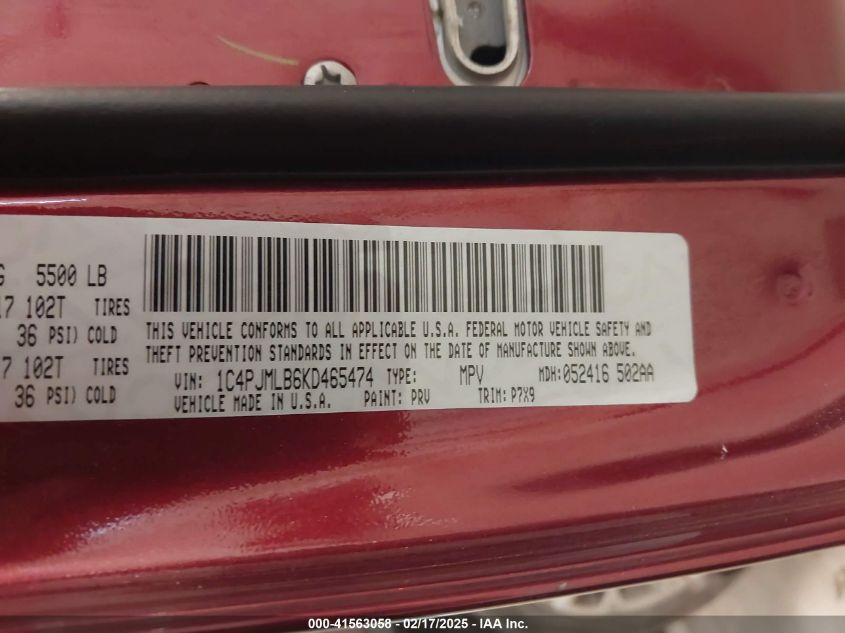 G 5500 LB
17 102T TIRES
36 PSI) COLD
7 102T TIRES
36 PSI) COLD
THIS VEHICLE CONFORMS TO ALL APPLICABLE U.S.A. FEDERAL MOTOR VEHICLE SAFETY AND
THEFT PREVENTION STANDARDS IN EFFECT ON THE DATE OF MANUFACTURE SHOWN ABOVE.
VIN: 1C4PJMLB6KD465474 TYPE: MPV MDH:052416 502AA
VEHICLE MADE IN U.S.A. PAINT: PRV TRIM: P7X9
000-41563058 - 02/17/2025 - IAA Inc.